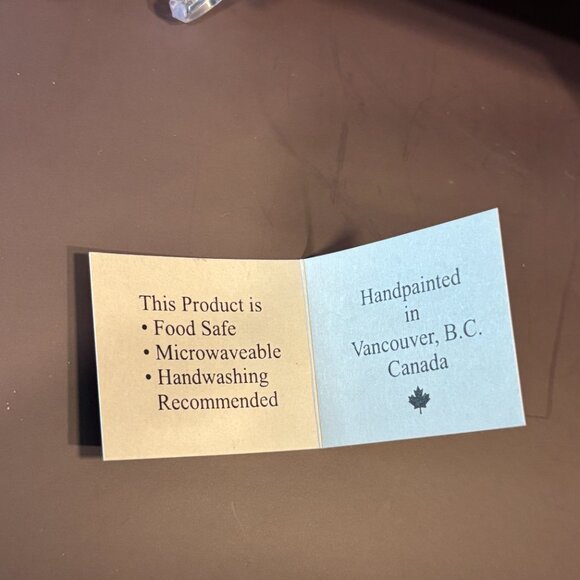 This Product is
• Food Safe
• Microwaveable
• Handwashing
Recommended
Handpainted
in
Vancouver, B.C.
Canada